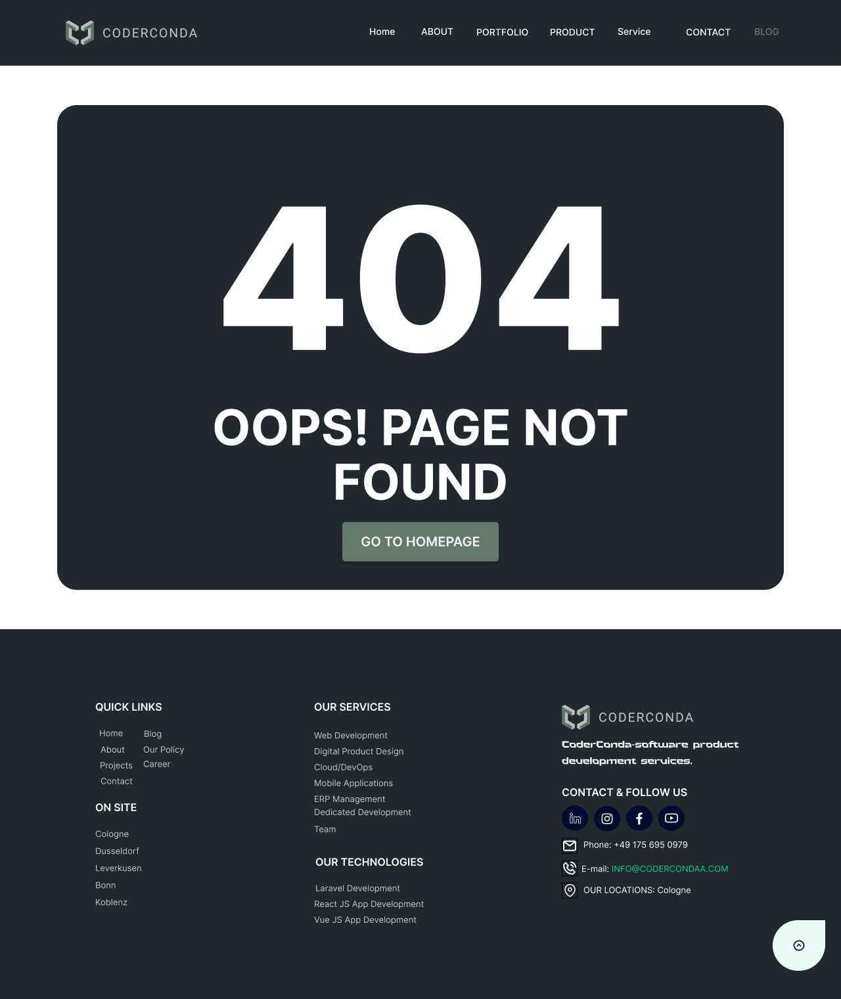 CODERCONDA
Home ABOUT PORTFOLIO PRODUCT Service CONTACT BLOG
404
OOPS! PAGE NOT
FOUND
GO TO HOMEPAGE
QUICK LINKS
Home Blog
About Our Policy
Projects Career
Contact
ON SITE
Cologne
Dusseldorf
Leverkusen
Bonn
Koblenz
OUR SERVICES
Web Development
Digital Product Design
Cloud/DevOps
Mobile Applications
ERP Management
Dedicated Development
Team
OUR TECHNOLOGIES
Laravel Development
React JS App Development
Vue JS App Development
CODERCONDA
CoderConda-software product
development services.
CONTACT & FOLLOW US
in
Phone: +49 175 695 0979
E-mail: INFO@CODERCONDAA.COM
OUR LOCATIONS: Cologne